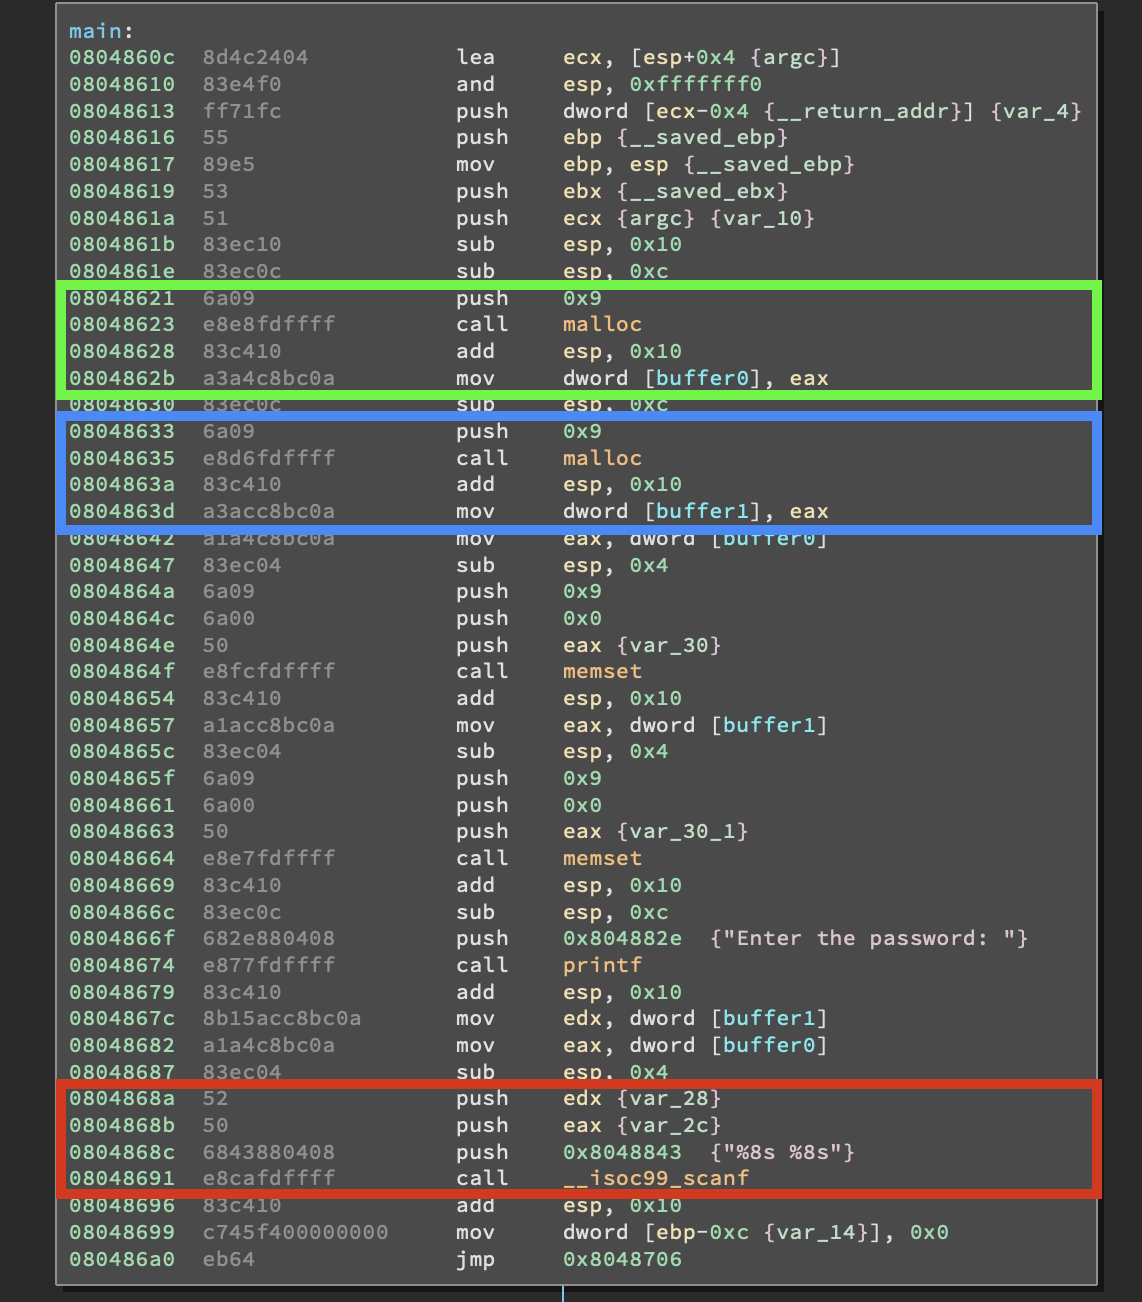 main:
0804860c 8d4c2404 lea ecx, [esp+0x4 {argc}]
08048610 83e4f0 and esp, 0xfffffff0
08048613 ff71fc push dword [ecx-0x4 {__return_addr}] {var_4}
08048616 55 push ebp {__saved_ebp}
08048617 89e5 mov ebp, esp {__saved_ebp}
08048619 53 push ebx {__saved_ebx}
0804861a 51 push ecx {argc} {var_10}
0804861b 83ec10 sub esp, 0x10
0804861e 83ec0c sub esp, 0xc
08048621 6a09 push 0x9
08048623 e8e8fdffff call malloc
08048628 83c410 add esp, 0x10
0804862b a3a4c8bc0a mov dword [buffer0], eax
08048630 83ec0c sub esp, 0xc
08048633 6a09 push 0x9
08048635 e8d6fdffff call malloc
0804863a 83c410 add esp, 0x10
0804863d a3acc8bc0a mov dword [buffer1], eax
08048642 a1a4c8bc0a mov eax, dword [buffer0]
08048647 83ec04 sub esp, 0x4
0804864a 6a09 push 0x9
0804864c 6a00 push 0x0
0804864e 50 push eax {var_30}
0804864f e8fcfdffff call memset
08048654 83c410 add esp, 0x10
08048657 a1acc8bc0a mov eax, dword [buffer1]
0804865c 83ec04 sub esp, 0x4
0804865f 6a09 push 0x9
08048661 6a00 push 0x0
08048663 50 push eax {var_30_1}
08048664 e8e7fdffff call memset
08048669 83c410 add esp, 0x10
0804866c 83ec0c sub esp, 0xc
0804866f 682e880408 push 0x804882e {"Enter the password: "}
08048674 e877fdffff call printf
08048679 83c410 add esp, 0x10
0804867c 8b15acc8bc0a mov edx, dword [buffer1]
08048682 a1a4c8bc0a mov eax, dword [buffer0]
08048687 83ec04 sub esp, 0x4
0804868a 52 push edx {var_28}
0804868b 50 push eax {var_2c}
0804868c 6843880408 push 0x8048843 {"%8s %8s"}
08048691 e8cafdffff call __isoc99_scanf
08048696 83c410 add esp, 0x10
08048699 c745f400000000 mov dword [ebp-0xc {var_14}], 0x0
080486a0 eb64 jmp 0x8048706